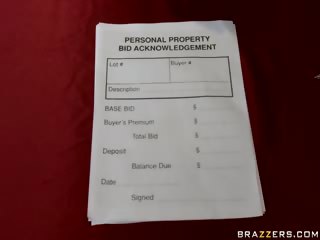 PERSONAL PROPERTY
BID ACKNOWLEDGEMENT
Lot # Buyer #
Description
BASE BID $
Buyer's Premium $
Total Bid $
Deposit $
Balance Due $
Date
Signed
BRAZZERS.COM